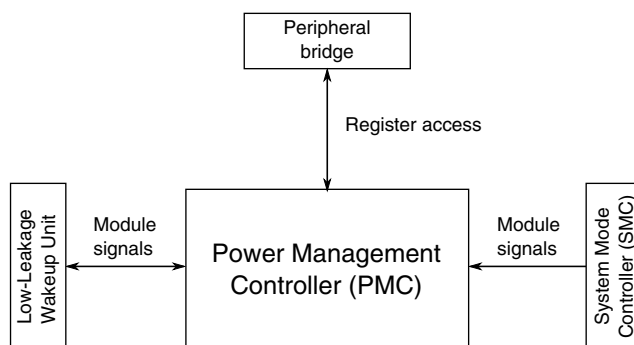 Peripheral
bridge
Register access
Low-Leakage
Wakeup Unit
Module
signals
Power Management
Controller (PMC)
Module
signals
System Mode
Controller (SMC)